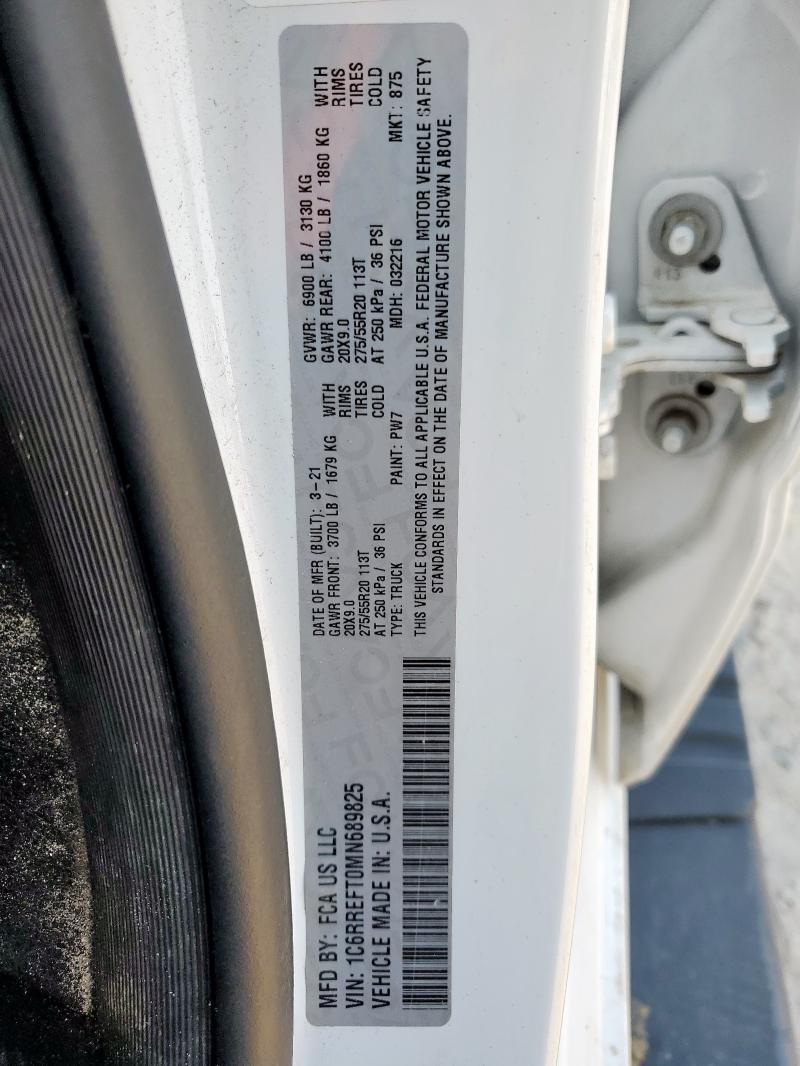 MFD BY: FCA US LLC
VIN: 1C6RREFT0MN689825
VEHICLE MADE IN: U.S.A.
DATE OF MFR (BUILT): 3-21
GAWR FRONT: 3700 LB / 1679 KG WITH
20X9.0 RIMS
275/55R20 113T TIRES
AT 250 kPa / 36 PSI COLD
GVWR: 6900 LB / 3130 KG
GAWR REAR: 4100 LB / 1860 KG WITH
20X9.0 RIMS
275/55R20 113T TIRES
AT 250 kPa / 36 PSI COLD
TYPE: TRUCK PAINT: PW7 MDH: 032216 MKT: 875
THIS VEHICLE CONFORMS TO ALL APPLICABLE U.S.A. FEDERAL MOTOR VEHICLE SAFETY
STANDARDS IN EFFECT ON THE DATE OF MANUFACTURE SHOWN ABOVE.